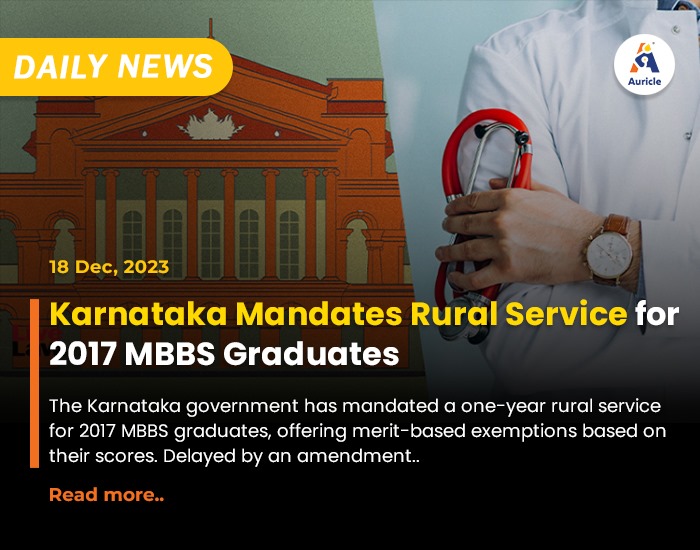 DAILY NEWS
Auricle
18 Dec, 2023
Karnataka Mandates Rural Service for
2017 MBBS Graduates
The Karnataka government has mandated a one-year rural service
for 2017 MBBS graduates, offering merit-based exemptions based on
their scores. Delayed by an amendment..
Read more..